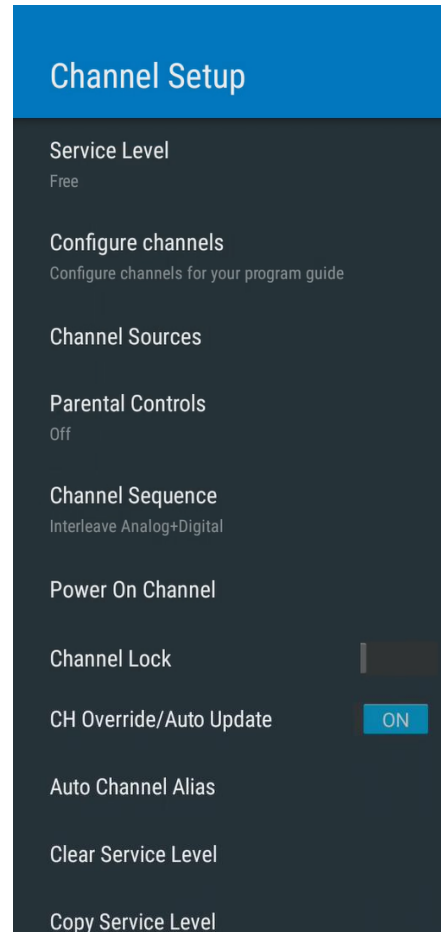 Channel Setup
Service Level
Free
Configure channels
Configure channels for your program guide
Channel Sources
Parental Controls
Off
Channel Sequence
Interleave Analog+Digital
Power On Channel
Channel Lock
CH Override/Auto Update
ON
Auto Channel Alias
Clear Service Level
Copy Service Level